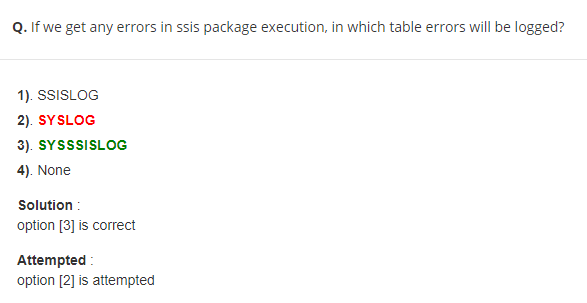 Q. If we get any errors in ssis package execution, in which table errors will be logged?
1). SSISLOG
2). SYSLOG
3). SYSSSISLOG
4). None
Solution :
option [3] is correct
Attempted :
option [2] is attempted